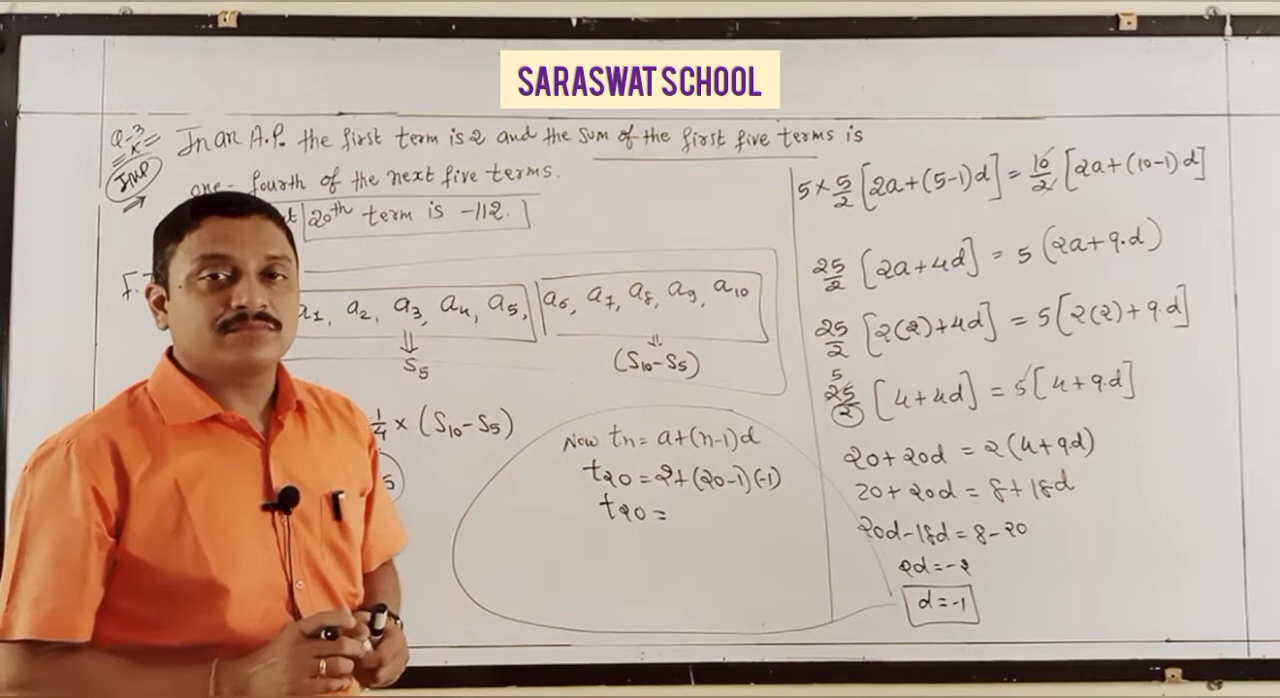 SARASWAT SCHOOL
Q-3
Imp
In an A.P. the first term is 2 and the sum of the first five terms is
one-fourth of the next five terms.
20th term is -112.
a1, a2, a3, a4, a5, a6, a7, a8, a9, a10
S5
(S10-S5)
1/4 × (S10-S5)
5
Now tn = a+(n-1)d
t20 = 2+(20-1)(-1)
t20 =
5 × 5/2 [2a+(5-1)d] = 10/2 [2a+(10-1).d]
25/2 [2a+4d] = 5 (2a+9.d)
25/2 [2(2)+4d] = 5[2(2)+9.d]
5
25/2 [4+4d] = 5[4+9.d]
20+20d = 2(4+9d)
20+20d = 8+18d
20d-18d = 8-20
2d = -2
d = -1